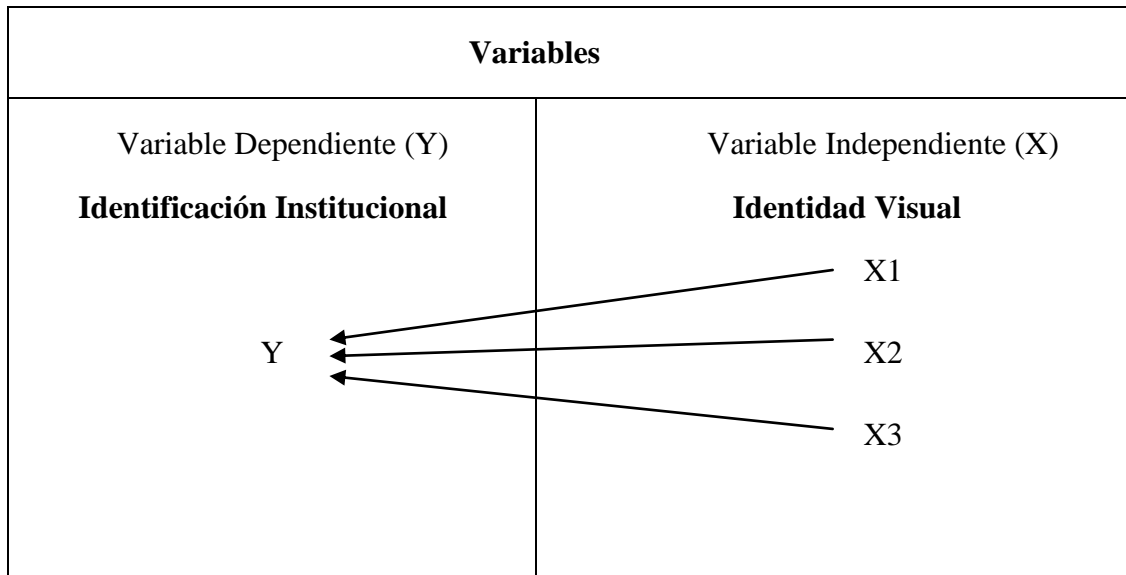 Variables
Variable Dependiente (Y)
Identificación Institucional
Y
Variable Independiente (X)
Identidad Visual
X1
X2
X3